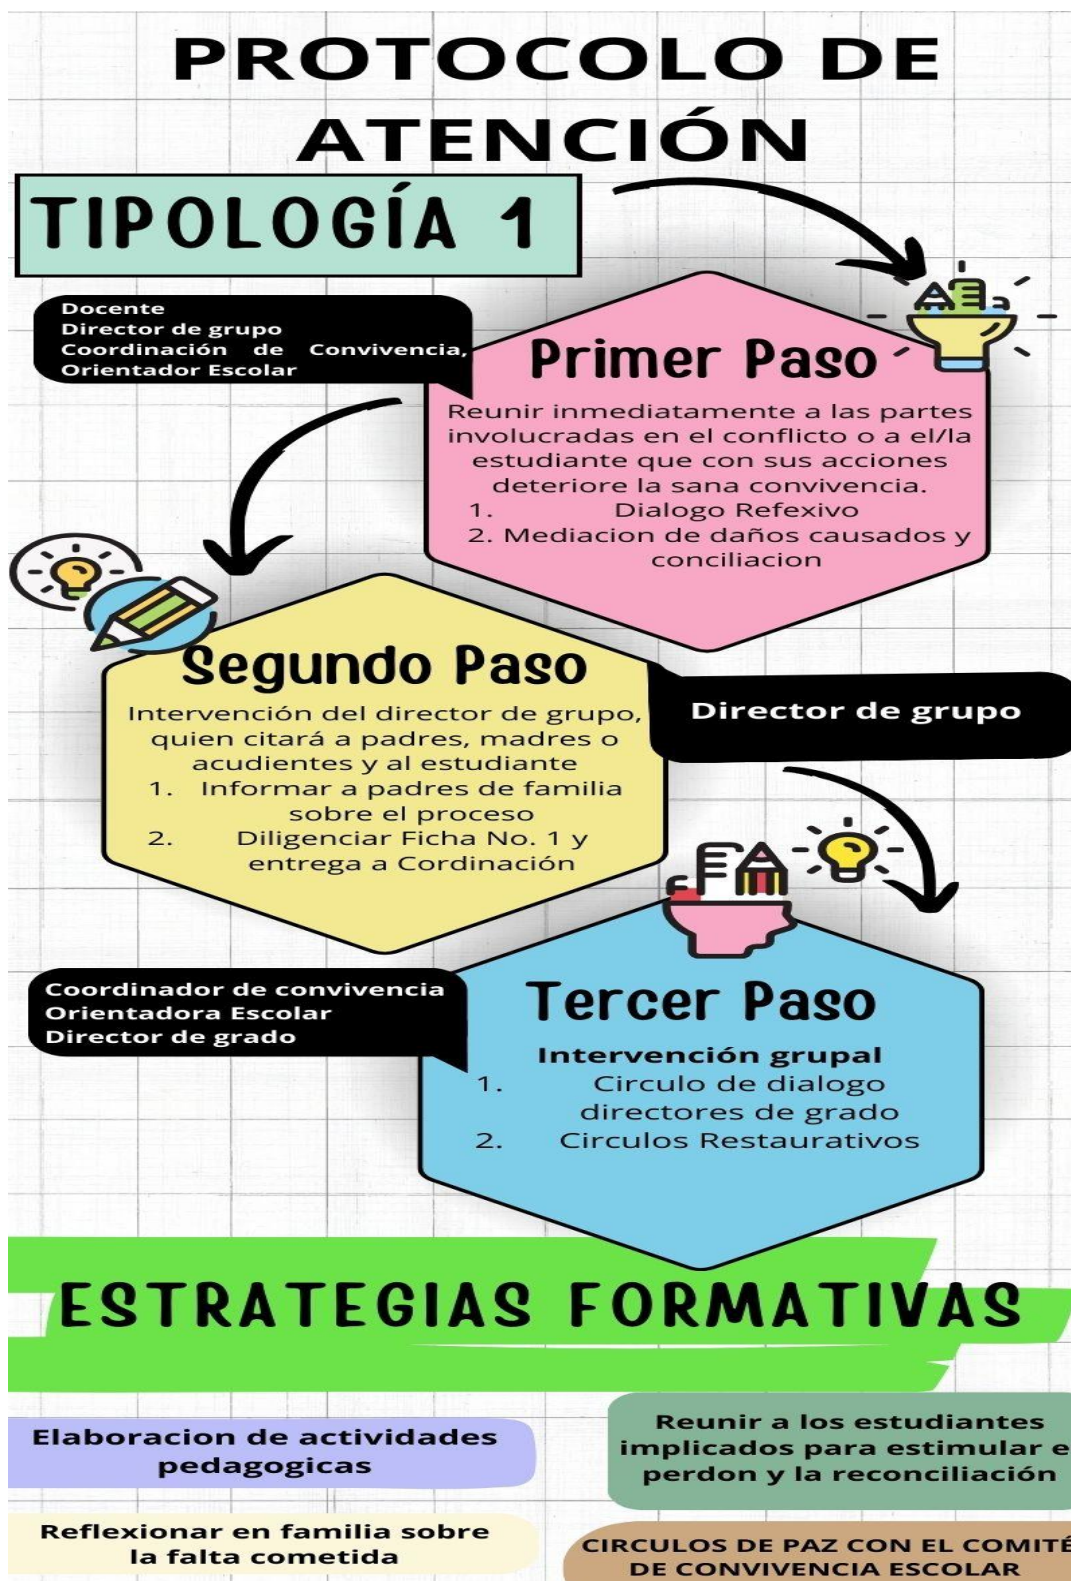 PROTOCOLO DE
ATENCIÓN
TIPOLOGÍA 1
Docente
Director de grupo
Coordinación de Convivencia,
Orientador Escolar
Primer Paso
Reunir inmediatamente a las partes
involucradas en el conflicto o a el/la
estudiante que con sus acciones
deteriore la sana convivencia.
1. Dialogo Refexivo
2. Mediacion de daños causados y
conciliacion
Segundo Paso
Intervención del director de grupo,
quien citará a padres, madres o
acudientes y al estudiante
1. Informar a padres de familia
sobre el proceso
2. Diligenciar Ficha No. 1 y
entrega a Cordinación
Director de grupo
Coordinador de convivencia
Orientadora Escolar
Director de grado
Tercer Paso
Intervención grupal
1. Circulo de dialogo
directores de grado
2. Circulos Restaurativos
ESTRATEGIAS FORMATIVAS
Elaboracion de actividades
pedagogicas
Reunir a los estudiantes
implicados para estimular e
perdon y la reconciliación
Reflexionar en familia sobre
la falta cometida
CIRCULOS DE PAZ CON EL COMITÉ
DE CONVIVENCIA ESCOLAR